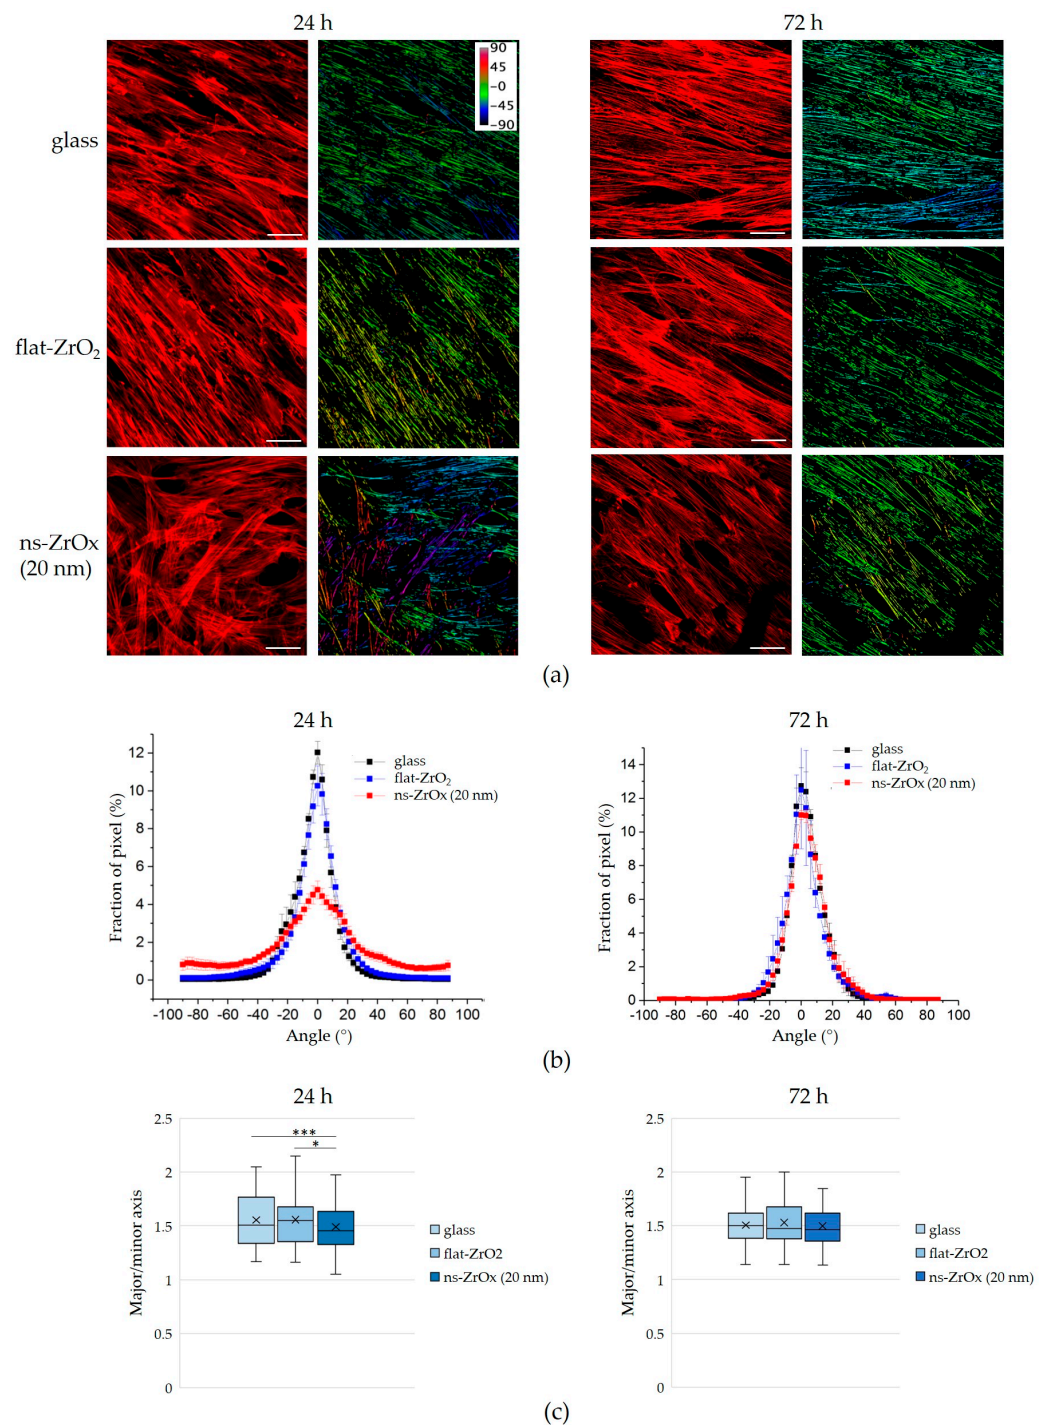 24 h
72 h
glass
90
45
−0
−45
−90
flat-ZrO₂
ns-ZrOx
(20 nm)
(a)
24 h
12
10
8
6
4
2
0
Fraction of pixel (%)
glass
flat-ZrO₂
ns-ZrOx (20 nm)
-100 -80 -60 -40 -20 0 20 40 60 80 100
Angle (°)
72 h
14
12
10
8
6
4
2
0
Fraction of pixel (%)
glass
flat-ZrO₂
ns-ZrOx (20 nm)
-100 -80 -60 -40 -20 0 20 40 60 80 100
Angle (°)
(b)
24 h
2.5
2
1.5
1
0.5
0
Major/minor axis
***
*
glass
flat-ZrO2
ns-ZrOx (20 nm)
72 h
2.5
2
1.5
1
0.5
0
Major/minor axis
glass
flat-ZrO2
ns-ZrOx (20 nm)
(c)